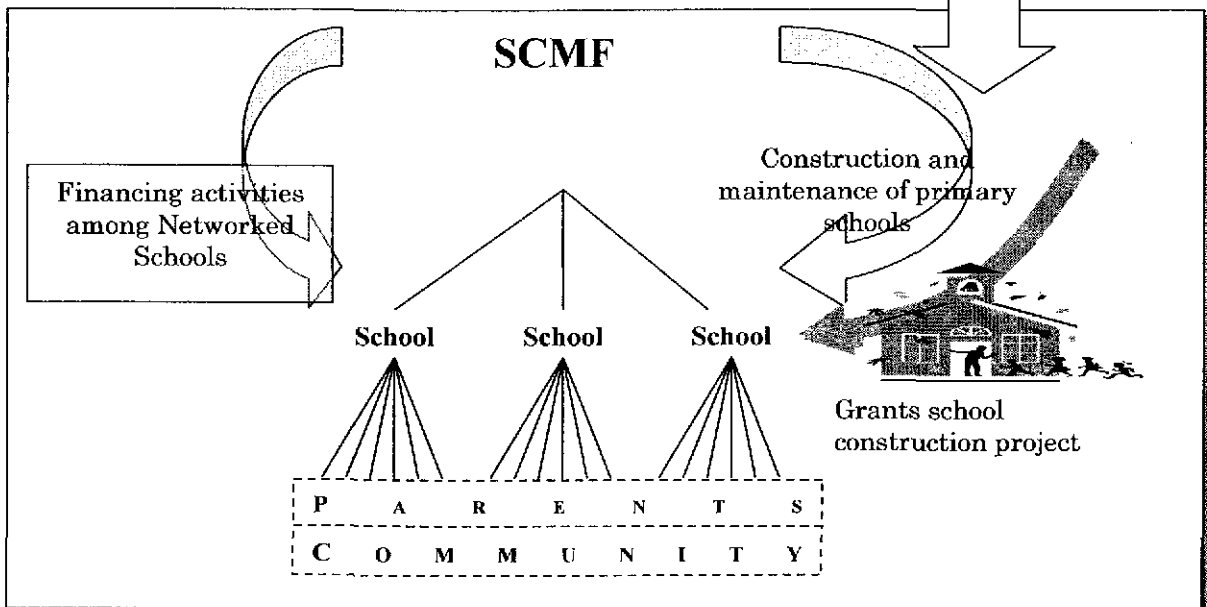 SCMF
Financing activities
among Networked
Schools
Construction and
maintenance of primary
schools
School School School
Grants school
construction project
P A R E N T S
C O M M U N I T Y